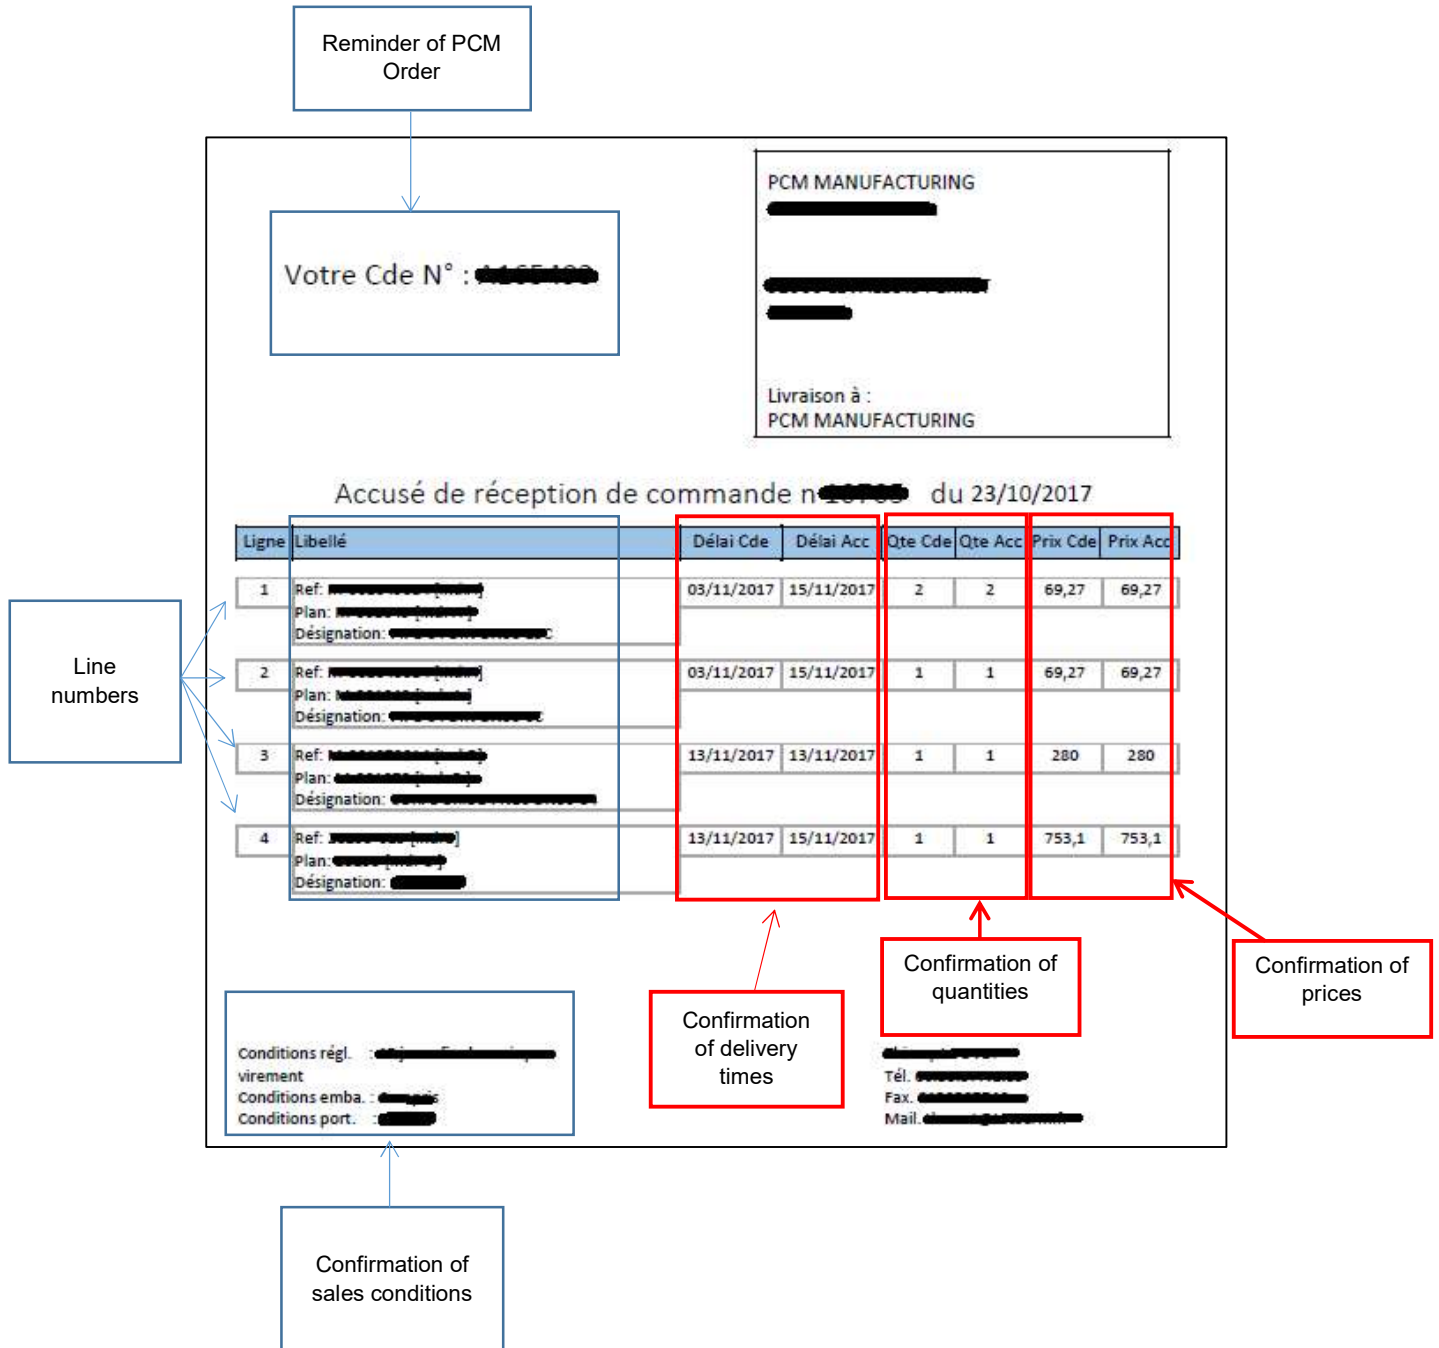 Reminder of PCM
Order
PCM MANUFACTURING
Votre Cde N° :
Livraison à :
PCM MANUFACTURING
Accusé de réception de commande n du 23/10/2017
Ligne Libellé Délai Cde Délai Acc Qte Cde Qte Acc Prix Cde Prix Acc
1 Ref: 03/11/2017 15/11/2017 2 2 69,27 69,27
Plan:
Désignation:
2 Ref: 03/11/2017 15/11/2017 1 1 69,27 69,27
Plan:
Désignation:
3 Ref: 13/11/2017 13/11/2017 1 1 280 280
Plan:
Désignation:
4 Ref: 13/11/2017 15/11/2017 1 1 753,1 753,1
Plan:
Désignation:
Line
numbers
Confirmation of
quantities
Confirmation of
prices
Confirmation
of delivery
times
Conditions régl. :
virement
Conditions emba. :
Conditions port. :
Tél.
Fax.
Mail.
Confirmation of
sales conditions